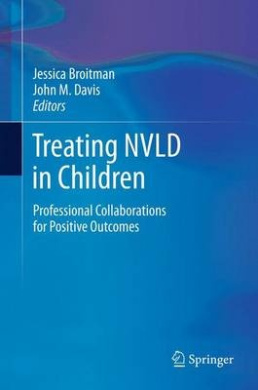 Jessica Broitman
John M. Davis
Editors
Treating NVLD
in Children
Professional Collaborations
for Positive Outcomes
Springer